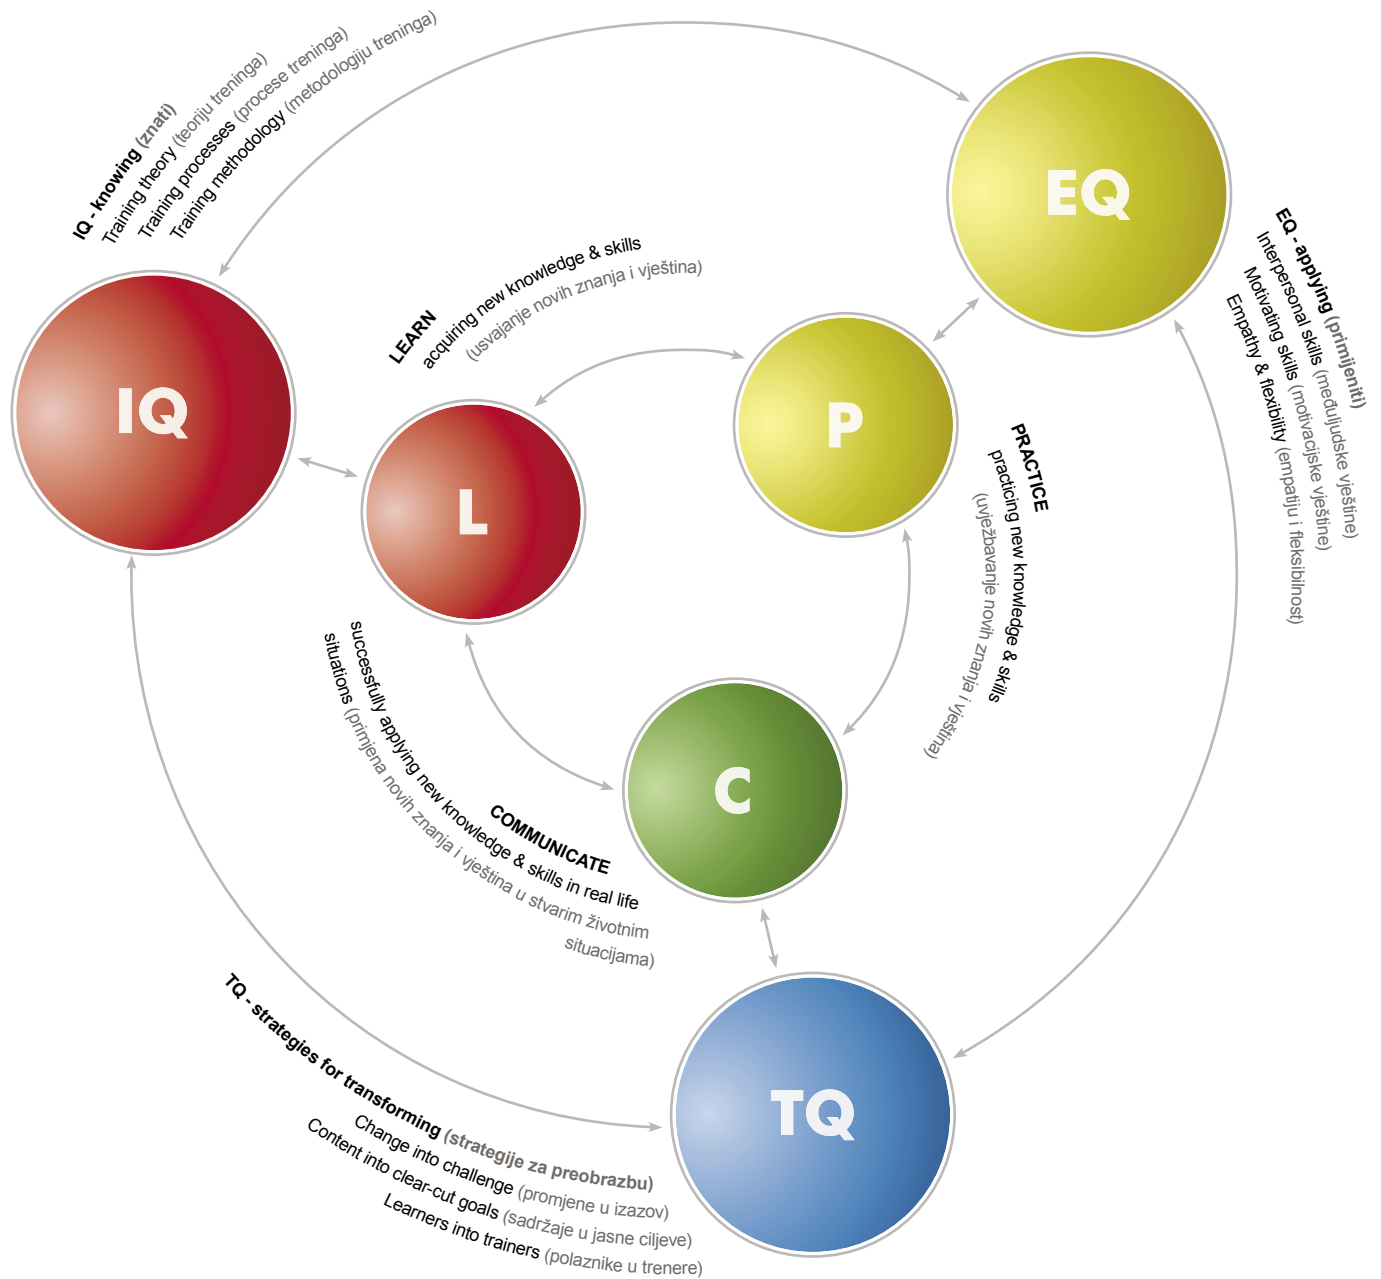 IQ - knowing (znati)
Training theory (teoriju treninga)
Training processes (procese treninga)
Training methodology (metodologiju treninga)
IQ
EQ
EQ - applying (primijeniti)
Interpersonal skills (međuljudske vještine)
Motivating skills (motivacijske vještine)
Empathy & flexibility (empatiju i fleksibilnost)
LEARN
acquiring new knowledge & skills
(usvajanje novih znanja i vještina)
L
P
PRACTICE
practicing new knowledge & skills
(uvježbavanje novih znanja i vještina)
C
COMMUNICATE
successfully applying new knowledge & skills in real life
situations (primjena novih znanja i vještina u stvarim životnim
situacijama)
TQ
TQ - strategies for transforming (strategije za preobrazbu)
Change into challenge (promjene u izazov)
Content into clear-cut goals (sadržaje u jasne ciljeve)
Learners into trainers (polaznike u trenere)